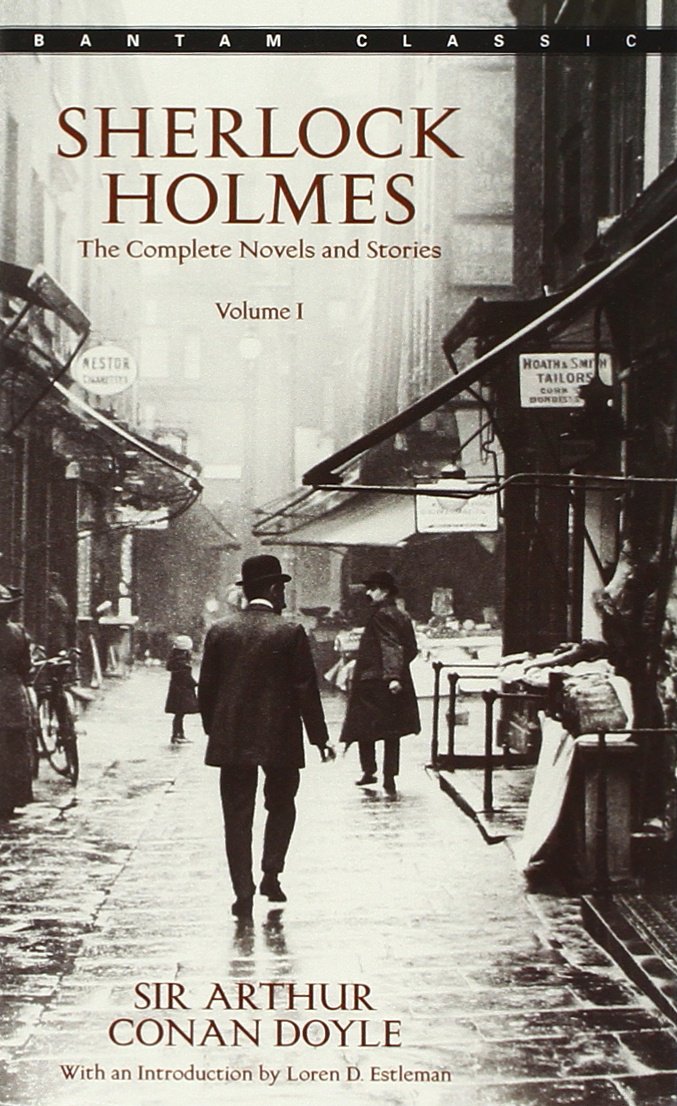 BANTAM CLASSIC
SHERLOCK
HOLMES
The Complete Novels and Stories
Volume I
NESTOR
CIGARETTES
HOATH & SMITH
TAILORS
SIR ARTHUR
CONAN DOYLE
With an Introduction by Loren D. Estleman